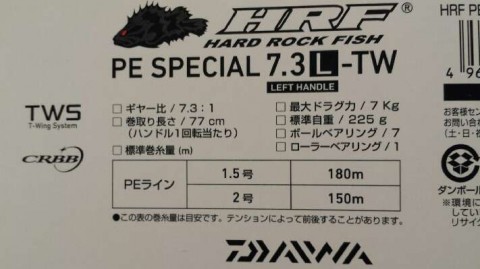 HRF
HRF PE
HARD ROCK FISH
PE SPECIAL 7.3L-TW
LEFT HANDLE
TWS
T-Wing System
CRBB
□ ギヤー比 / 7.3 : 1
□ 巻取り長さ / 77 cm
(ハンドル1回転当たり)
□ 標準巻糸量 (m)
□ 最大ドラグ力 / 7 Kg
□ 標準自重 / 225 g
□ ボールベアリング / 7
□ ローラーベアリング / 1
PEライン
1.5 号 180m
2 号 150m
●この表の巻糸量は目安です。テンションによって前後することがあります。
DAIWA
4 96
お客様セ
お問い合
(土・日・祝
ダンボール
※環境に
してい
リサイク